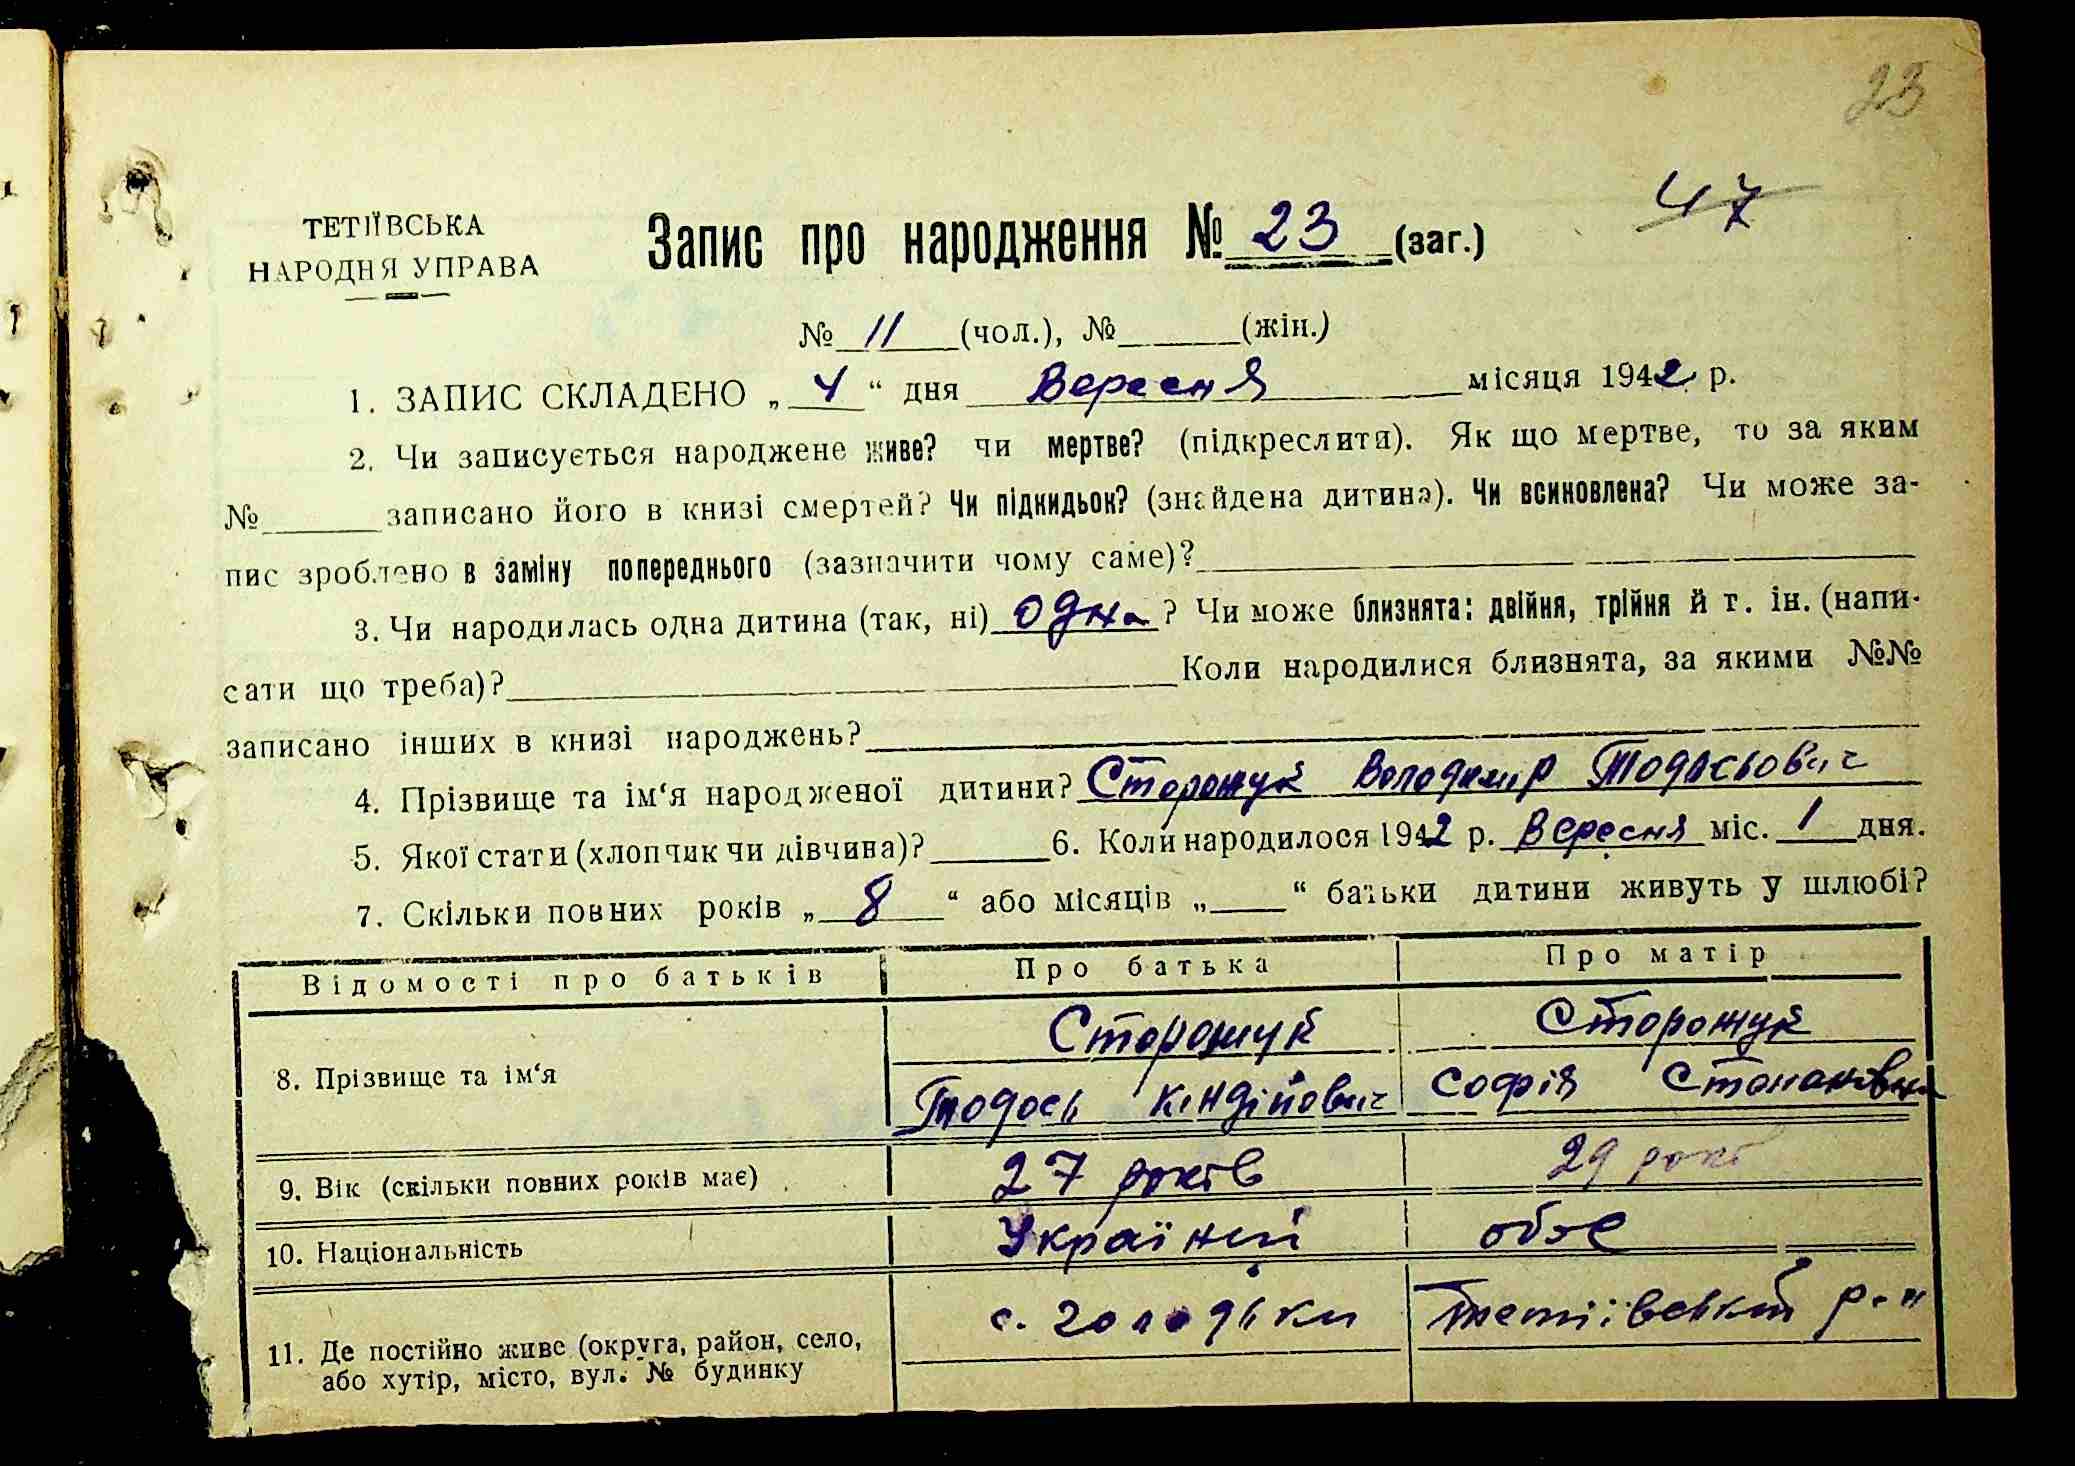 23
ТЕТІЇВСЬКА
НАРОДНЯ УПРАВА
Запис про народження № 23 (заг.)
47
№ 11 (чол.), № (жін.)
1. ЗАПИС СКЛАДЕНО „ 4 “ дня Вересня місяця 1942 р.
2. Чи записується народжене живе? чи мертве? (підкреслити). Як що мертве, то за яким
№ записано його в книзі смертей? Чи підкидьок? (знайдена дитина). Чи всиновлена? Чи може за-
пис зроблено в заміну попереднього (зазначити чому саме)?
3. Чи народилась одна дитина (так, ні) одна ? Чи може близнята: двійня, трійня й т. ін. (напи-
сати що треба)? Коли народилися близнята, за якими №№
записано інших в книзі народжень?
4. Прізвище та ім‘я народженої дитини? Сторожук Володимир Тодосьович
5. Якої стати (хлопчик чи дівчина)? 6. Коли народилося 1942 р. Вересня міс. 1 дня.
7. Скільки повних років „ 8 “ або місяців „ “ батьки дитини живуть у шлюбі?
Відомості про батьків Про батька Про матір
8. Прізвище та ім‘я Сторожук Сторожук
Тодось Кіндійович Софія
9. Вік (скільки повних років має) 27 років 29 рокі
10. Національність Українці обоє
11. Де постійно живе (округа, район, село, с. Голодьки Тетіївський р-н
або хутір, місто, вул. № будинку